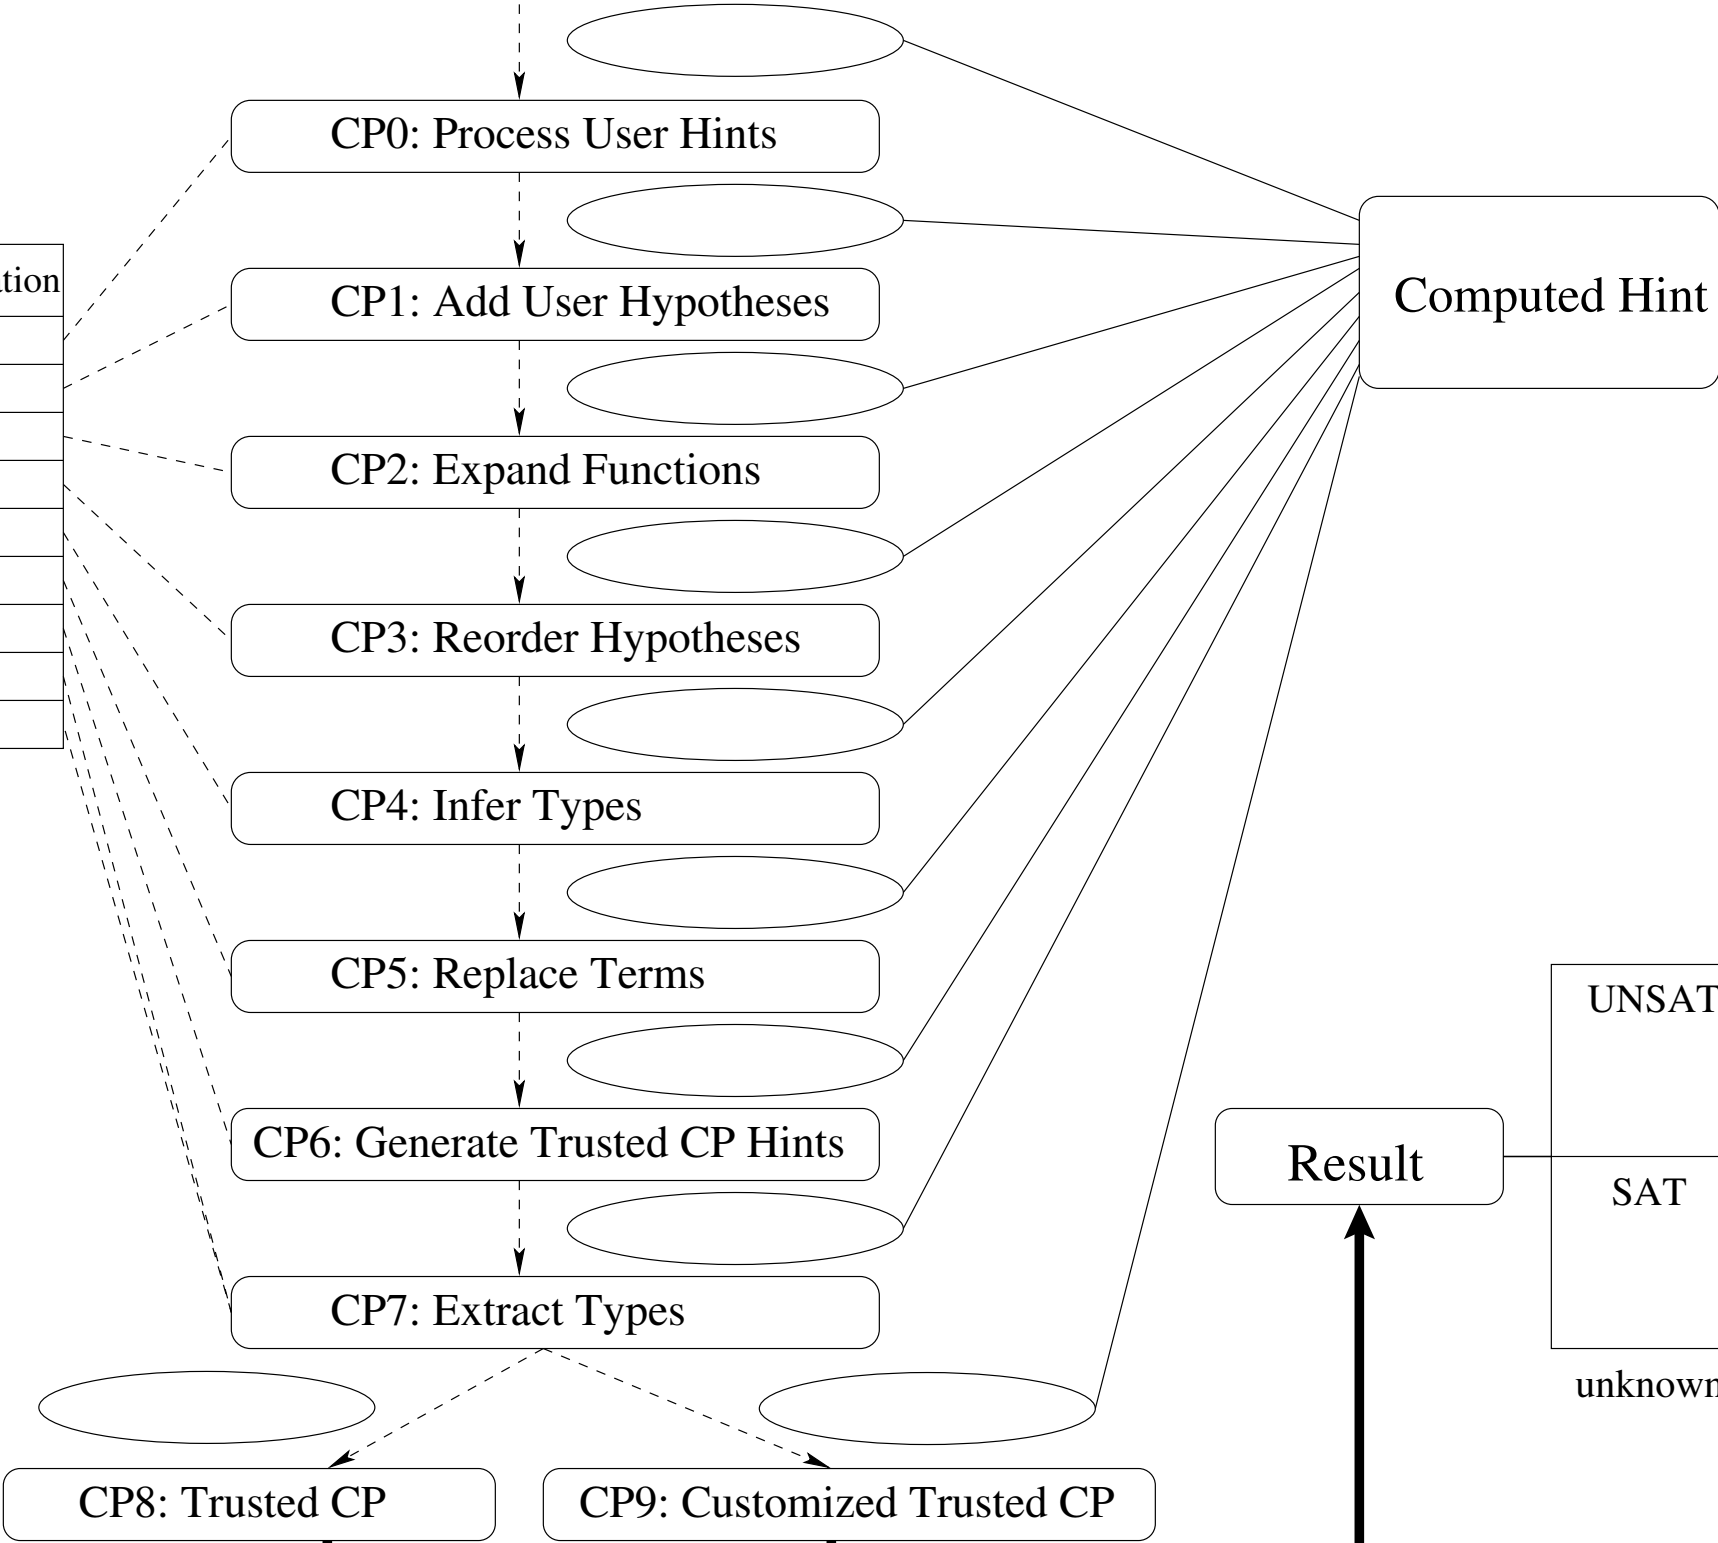 CP0: Process User Hints
CP1: Add User Hypotheses
CP2: Expand Functions
CP3: Reorder Hypotheses
CP4: Infer Types
CP5: Replace Terms
CP6: Generate Trusted CP Hints
CP7: Extract Types
CP8: Trusted CP
CP9: Customized Trusted CP
Computed Hint
Result
UNSAT
SAT
unknown